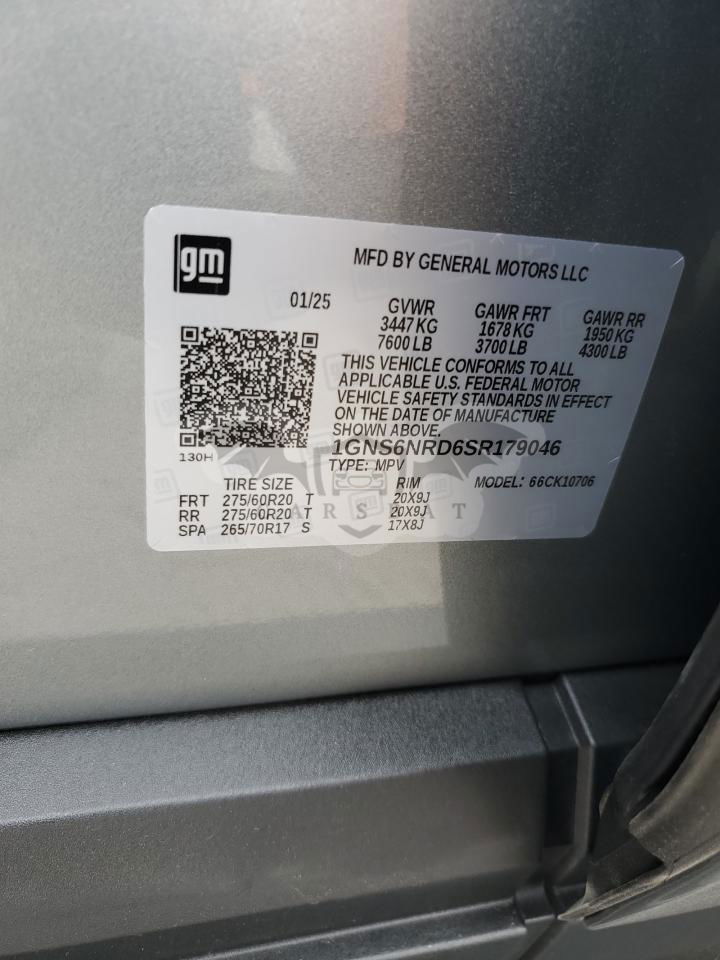 gm
MFD BY GENERAL MOTORS LLC
01/25
GVWR GAWR FRT GAWR RR
3447 KG 1678 KG 1950 KG
7600 LB 3700 LB 4300 LB
THIS VEHICLE CONFORMS TO ALL
APPLICABLE U.S. FEDERAL MOTOR
VEHICLE SAFETY STANDARDS IN EFFECT
ON THE DATE OF MANUFACTURE
SHOWN ABOVE.
130H
1GNS6NRD6SR179046
TYPE: MPV
MODEL: 66CK10706
TIRE SIZE RIM
FRT 275/60R20 T 20X9J
RR 275/60R20 T 20X9J
SPA 265/70R17 S 17X8J